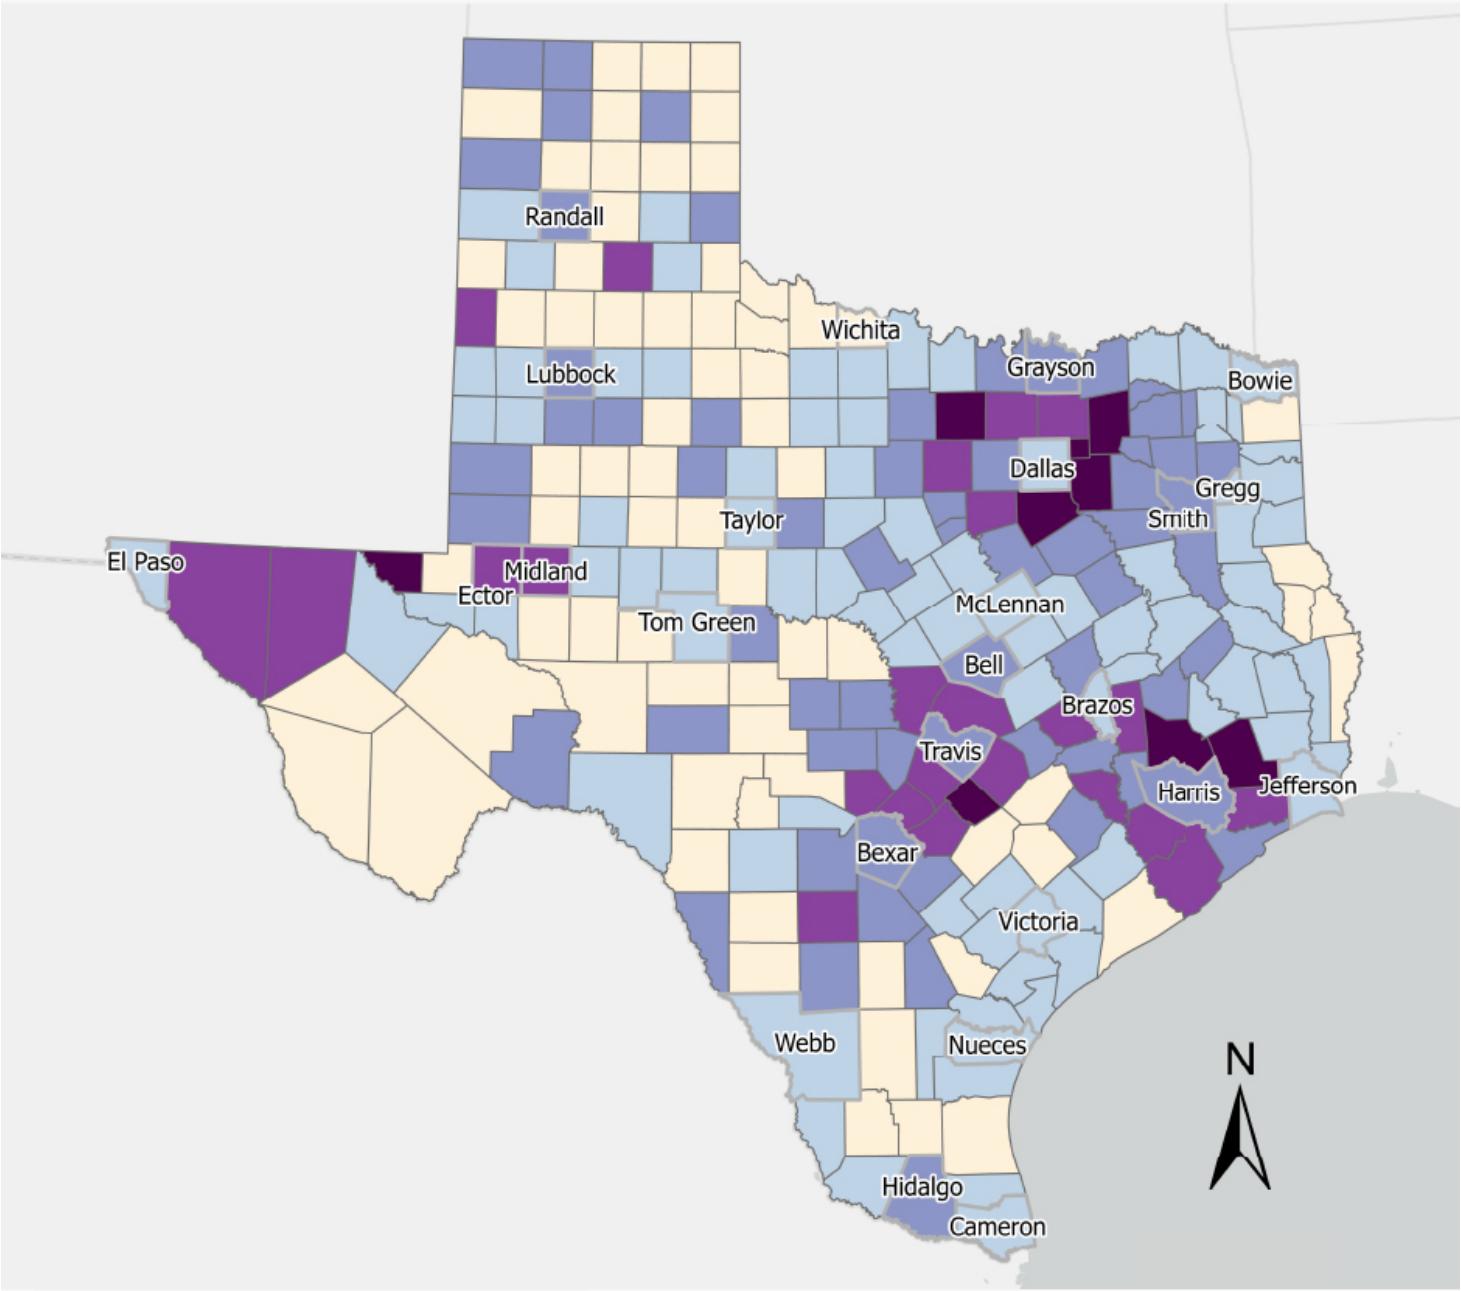 Randall
Wichita
Lubbock
Grayson
Bowie
Dallas
Gregg
Smith
Taylor
El Paso
Midland
Ector
McLennan
Tom Green
Bell
Brazos
Travis
Harris
Jefferson
Bexar
Victoria
Webb
Nueces
N
Hidalgo
Cameron